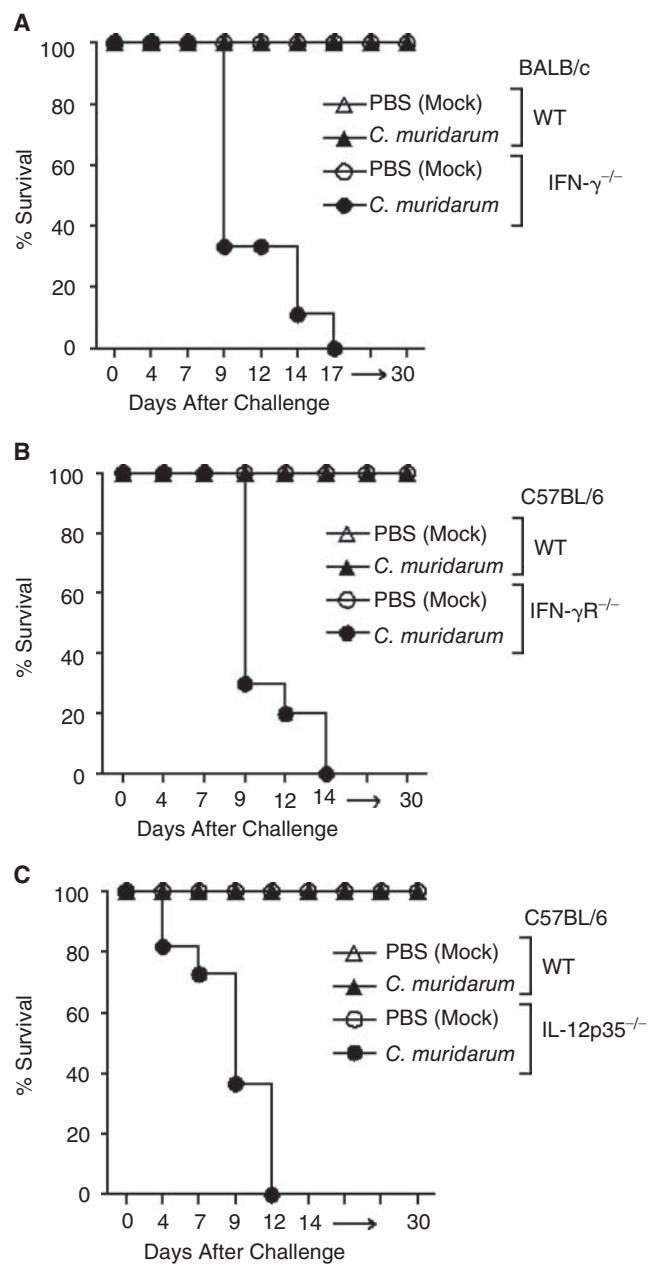 A
100
80
60
40
20
0
% Survival
BALB/c
PBS (Mock)
C. muridarum
WT
PBS (Mock)
C. muridarum
IFN-γ−/−
0 4 7 9 12 14 17 → 30
Days After Challenge
B
100
80
60
40
20
0
% Survival
C57BL/6
PBS (Mock)
C. muridarum
WT
PBS (Mock)
C. muridarum
IFN-γR−/−
0 4 7 9 12 14 → 30
Days After Challenge
C
100
80
60
40
20
0
% Survival
C57BL/6
PBS (Mock)
C. muridarum
WT
PBS (Mock)
C. muridarum
IL-12p35−/−
0 4 7 9 12 14 → 30
Days After Challenge